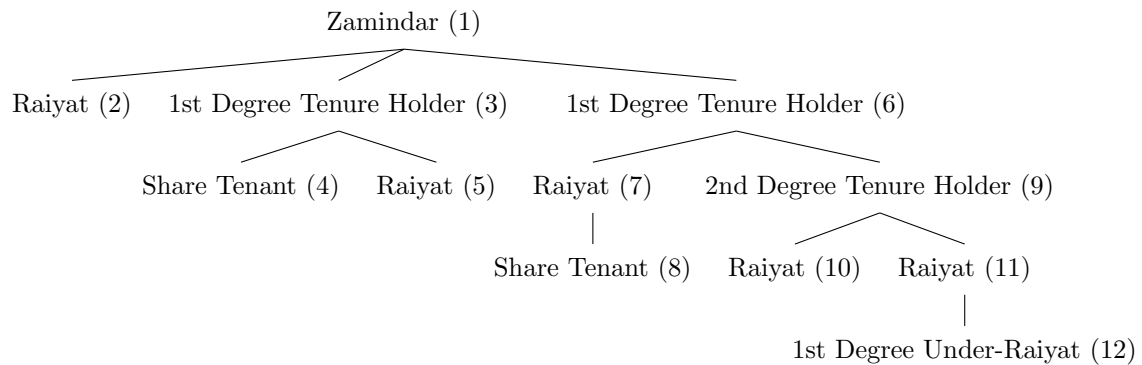 Zamindar (1)
Raiyat (2) 1st Degree Tenure Holder (3) 1st Degree Tenure Holder (6)
Share Tenant (4) Raiyat (5) Raiyat (7) 2nd Degree Tenure Holder (9)
Share Tenant (8) Raiyat (10) Raiyat (11)
1st Degree Under-Raiyat (12)